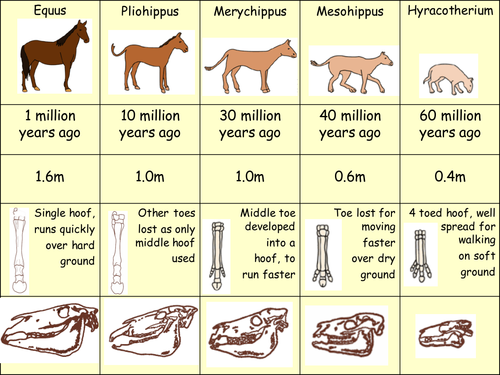 Equus
Pliohippus
Merychippus
Mesohippus
Hyracotherium
1 million
years ago
10 million
years ago
30 million
years ago
40 million
years ago
60 million
years ago
1.6m
1.0m
1.0m
0.6m
0.4m
Single hoof,
runs quickly
over hard
ground
Other toes
lost as only
middle hoof
used
Middle toe
developed
into a
hoof, to
run faster
Toe lost for
moving
faster
over dry
ground
4 toed hoof, well
spread for
walking
on soft
ground